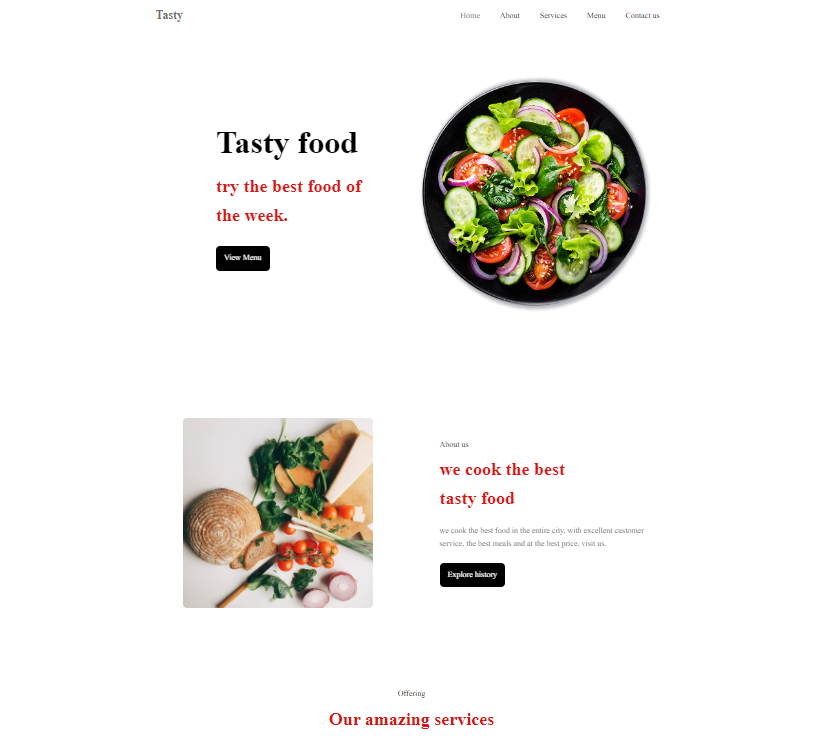 Tasty
Home About Services Menu Contact us
Tasty food
try the best food of
the week.
View Menu
About us
we cook the best
tasty food
we cook the best food in the entire city, with excellent customer
service, the best meals and at the best price, visit us.
Explore history
Offering
Our amazing services